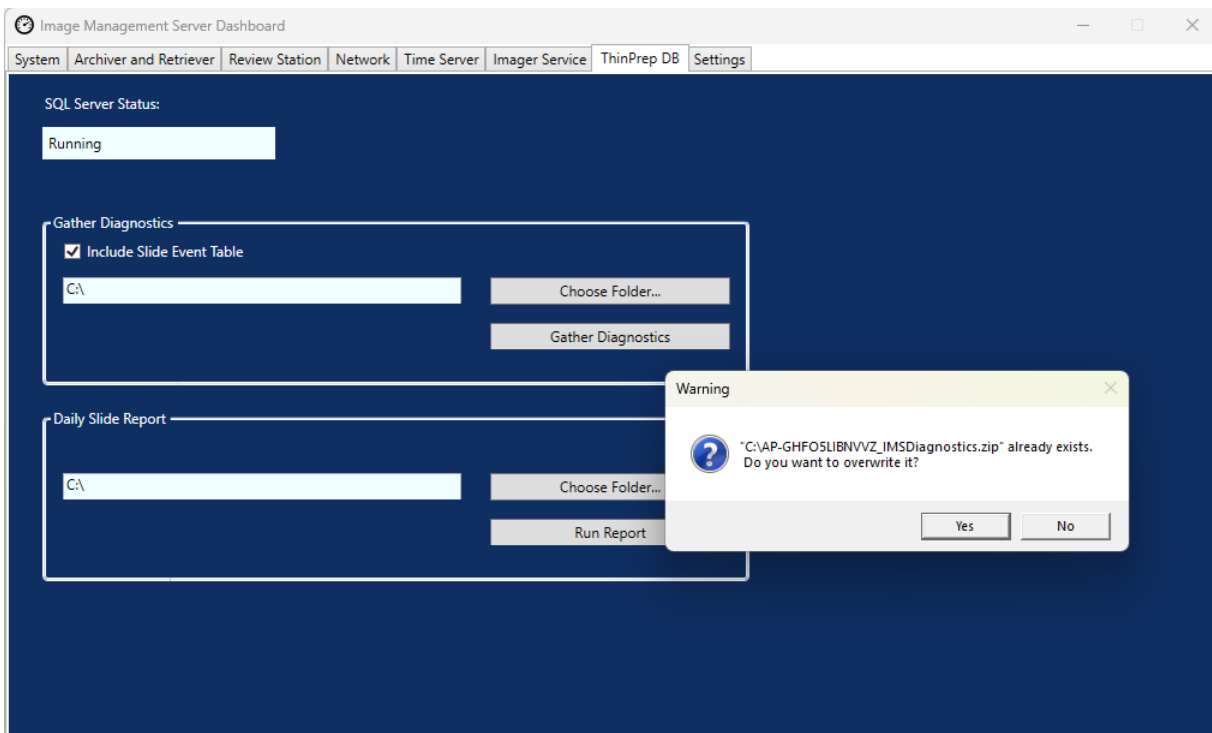 Image Management Server Dashboard
System Archiver and Retriever Review Station Network Time Server Imager Service ThinPrep DB Settings
SQL Server Status:
Running
Gather Diagnostics
Include Slide Event Table
C:\ Choose Folder...
Gather Diagnostics
Warning
"C:\AP-GHFO5LIBNVVZ_IMSDiagnostics.zip" already exists.
Do you want to overwrite it?
Yes No
Daily Slide Report
C:\ Choose Folder...
Run Report